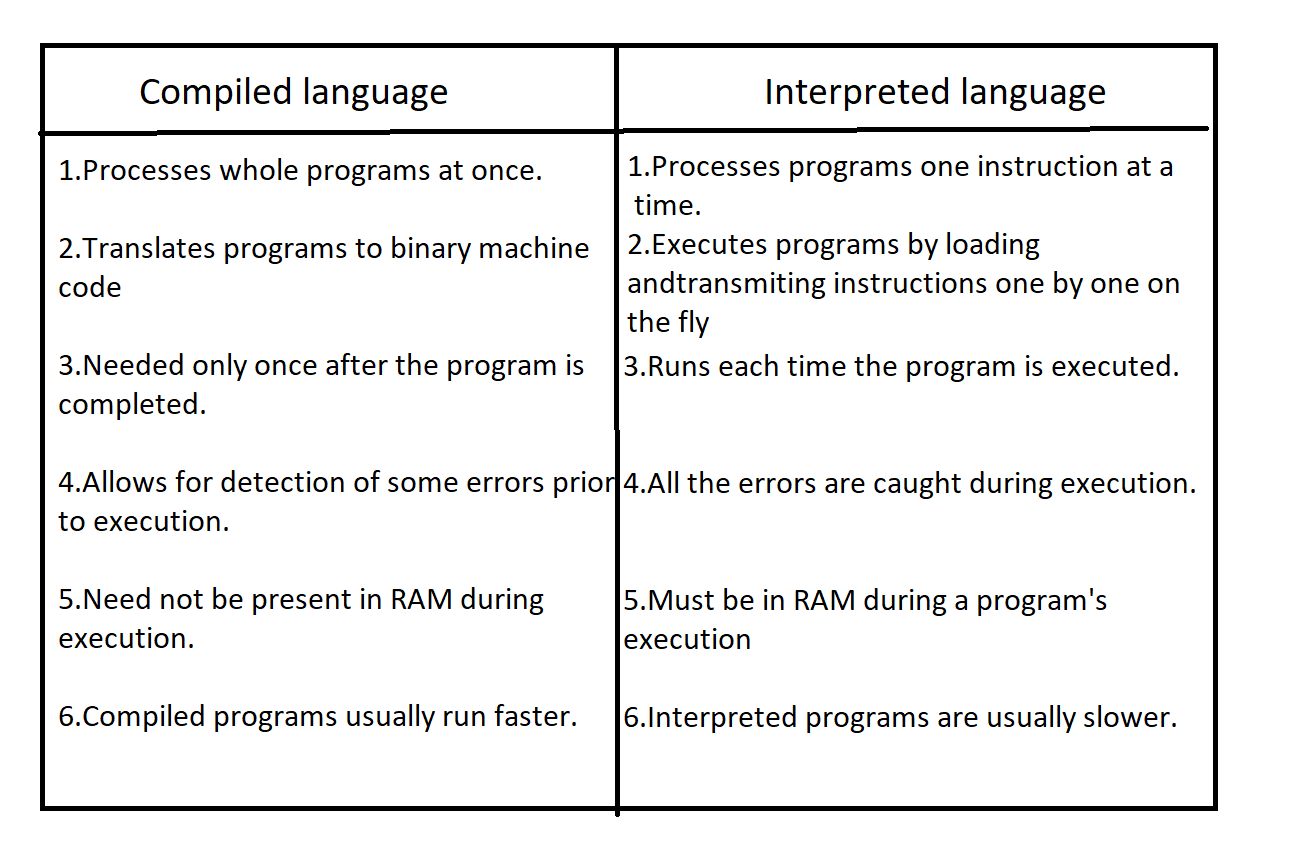 Compiled language
Interpreted language
1.Processes whole programs at once.
2.Translates programs to binary machine
code
3.Needed only once after the program is
completed.
4.Allows for detection of some errors prior
to execution.
5.Need not be present in RAM during
execution.
6.Compiled programs usually run faster.
1.Processes programs one instruction at a
time.
2.Executes programs by loading
andtransmiting instructions one by one on
the fly
3.Runs each time the program is executed.
4.All the errors are caught during execution.
5.Must be in RAM during a program's
execution
6.Interpreted programs are usually slower.